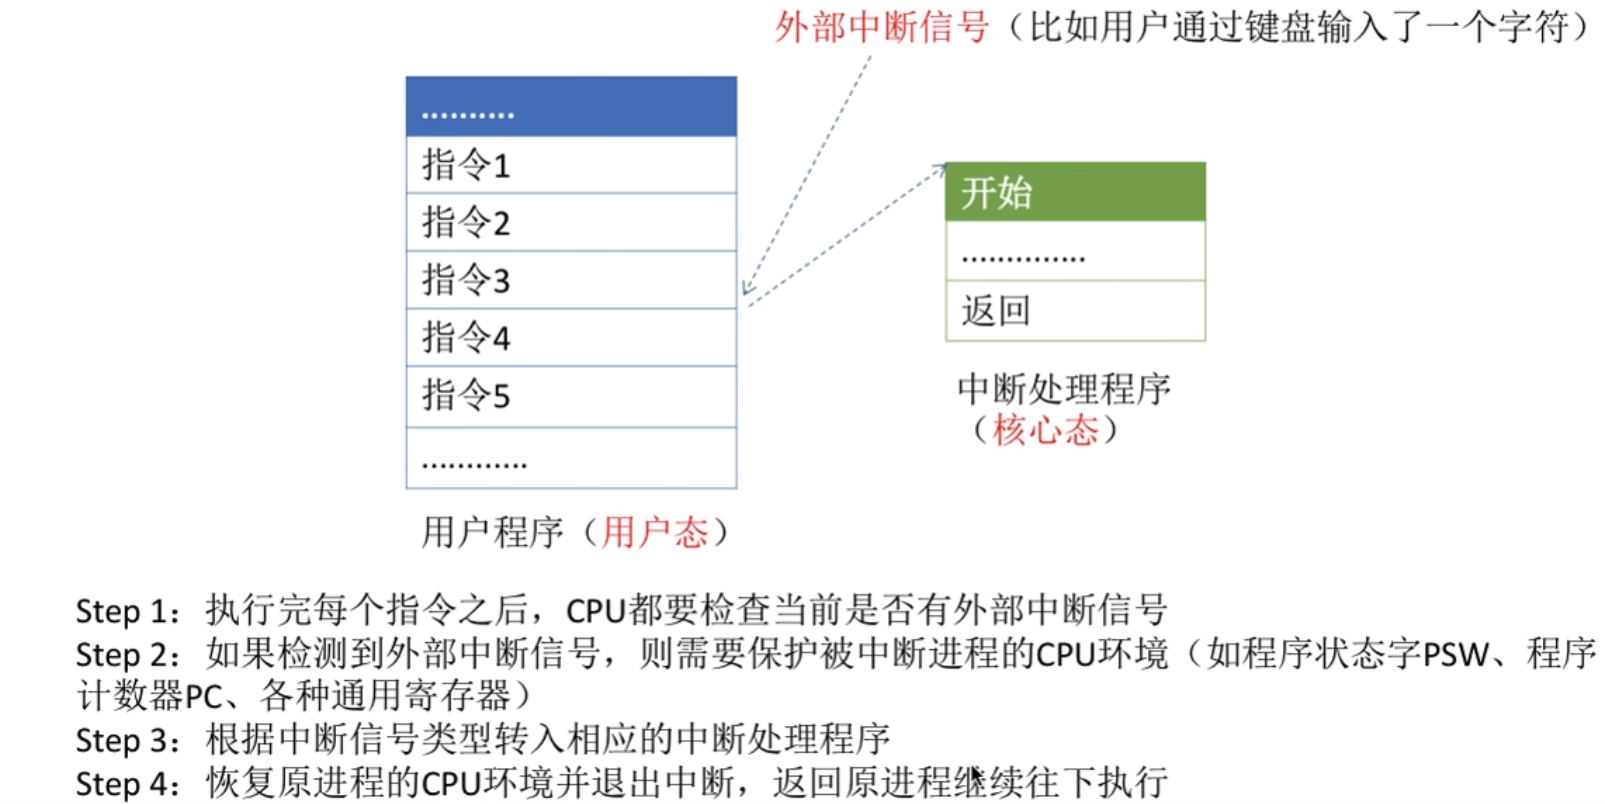 外部中断信号（比如用户通过键盘输入了一个字符）
..........
指令1
指令2
指令3
指令4
指令5
............
用户程序（用户态）
开始
..............
返回
中断处理程序
（核心态）
Step 1：执行完每个指令之后，CPU都要检查当前是否有外部中断信号
Step 2：如果检测到外部中断信号，则需要保护被中断进程的CPU环境（如程序状态字PSW、程序
计数器PC、各种通用寄存器）
Step 3：根据中断信号类型转入相应的中断处理程序
Step 4：恢复原进程的CPU环境并退出中断，返回原进程继续往下执行